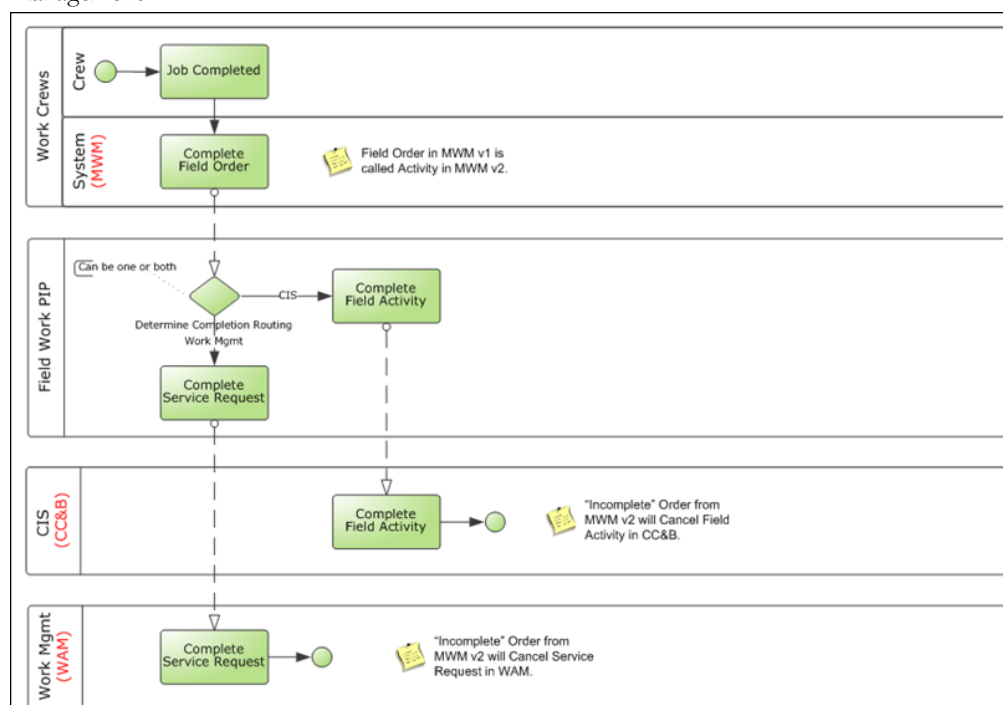 Work Crews
Crew
Job Completed
System
(MWM)
Complete
Field Order
Field Order in MWM v1 is
called Activity in MWM v2.
Field Work PIP
Can be one or both
CIS
Complete
Field Activity
Determine Completion Routing
Work Mgmt
Complete
Service Request
CIS
(CC&B)
Complete
Field Activity
"Incomplete" Order from
MWM v2 will Cancel Field
Activity in CC&B.
Work Mgmt
(WAM)
Complete
Service Request
"Incomplete" Order from
MWM v2 will Cancel Service
Request in WAM.